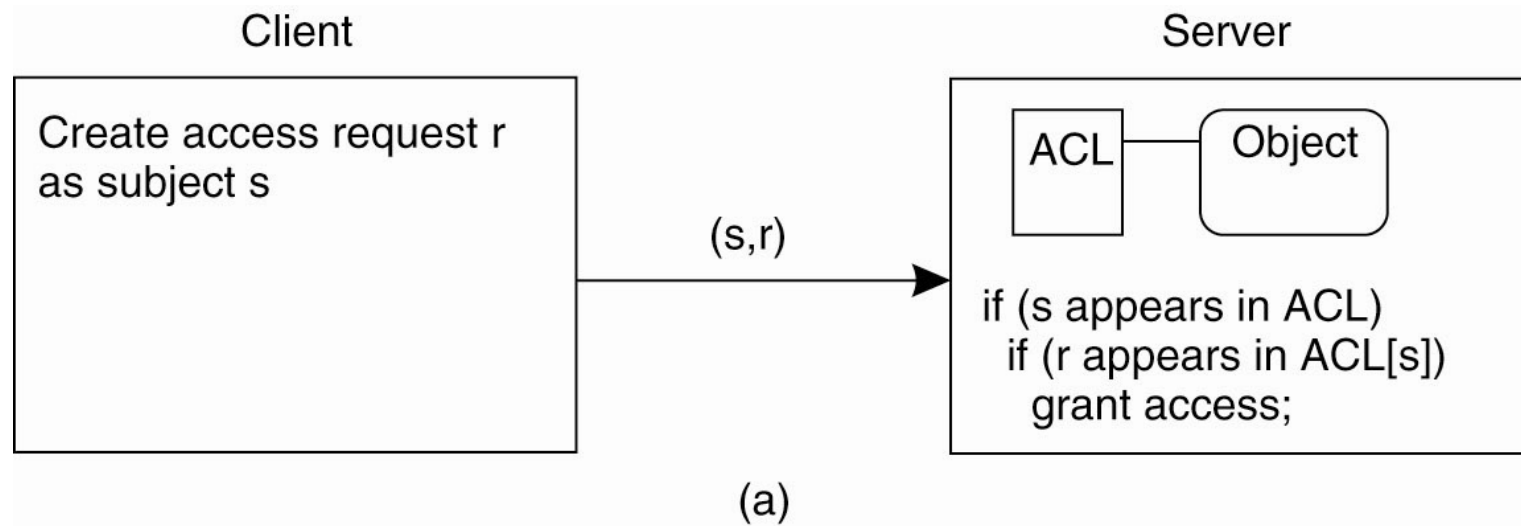 Client
Server
Create access request r
as subject s
(s,r)
ACL
Object
if (s appears in ACL)
if (r appears in ACL[s])
grant access;
(a)